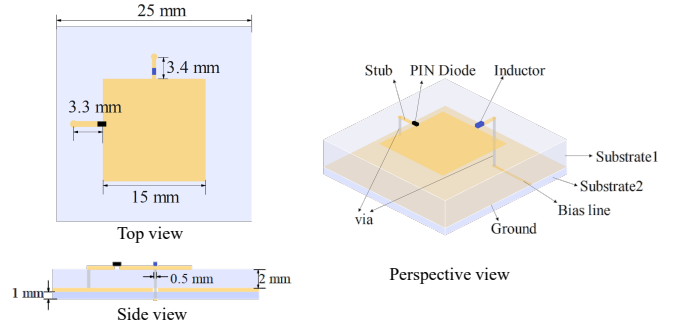 25 mm
3.4 mm
3.3 mm
15 mm
Top view
0.5 mm
2 mm
1 mm
Side view
Stub
PIN Diode
Inductor
Substrate1
Substrate2
Bias line
via
Ground
Perspective view